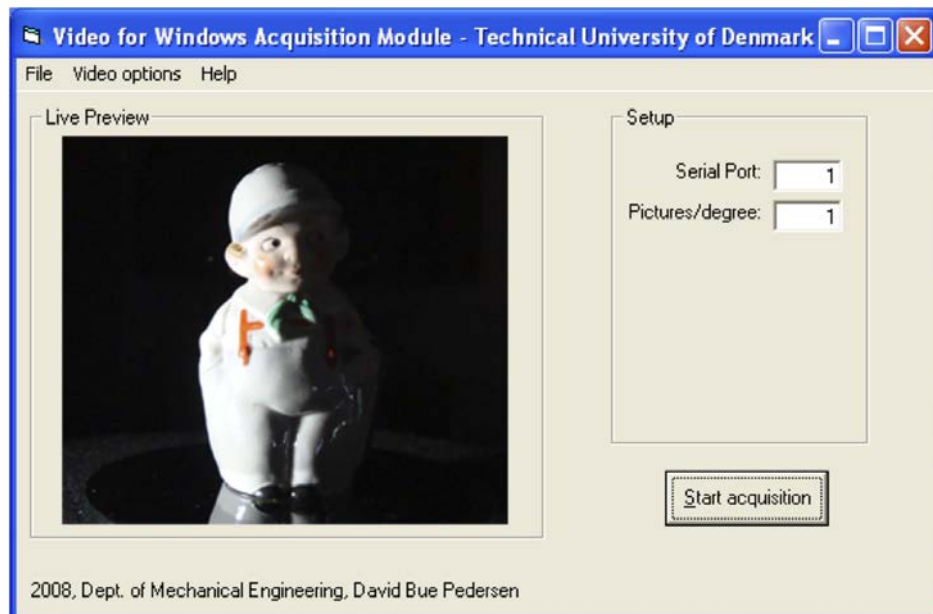 Video for Windows Acquisition Module - Technical University of Denmark
File Video options Help
Live Preview
Setup
Serial Port: 1
Pictures/degree: 1
Start acquisition
2008, Dept. of Mechanical Engineering, David Bue Pedersen